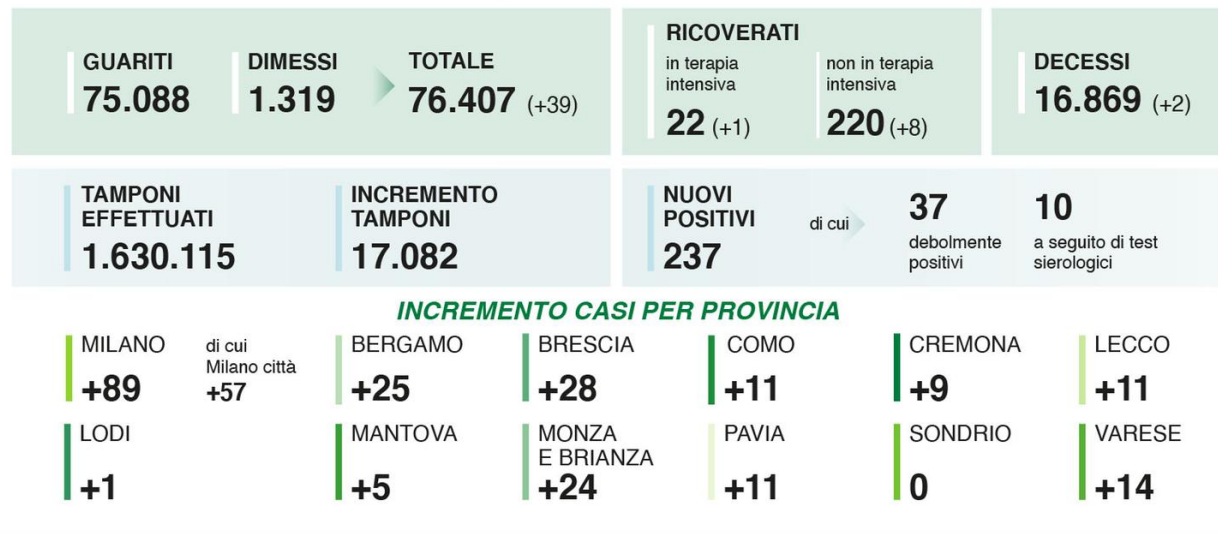 GUARITI
75.088
DIMESSI
1.319
TOTALE
76.407 (+39)
RICOVERATI
in terapia
intensiva
22 (+1)
non in terapia
intensiva
220 (+8)
DECESSI
16.869 (+2)
TAMPONI
EFFETTUATI
1.630.115
INCREMENTO
TAMPONI
17.082
NUOVI
POSITIVI
237
di cui
37
debolmente
positivi
10
a seguito di test
sierologici
INCREMENTO CASI PER PROVINCIA
MILANO
+89
di cui
Milano città
+57
BERGAMO
+25
BRESCIA
+28
COMO
+11
CREMONA
+9
LECCO
+11
LODI
+1
MANTOVA
+5
MONZA
E BRIANZA
+24
PAVIA
+11
SONDRIO
0
VARESE
+14